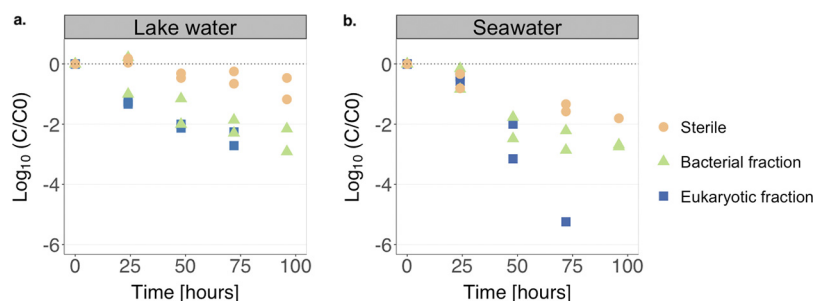 a.
Lake water
0
-2
-4
-6
Log₁₀ (C/C0)
0
25
50
75
100
Time [hours]
b.
Seawater
0
-2
-4
-6
Log₁₀ (C/C0)
0
25
50
75
100
Time [hours]
Sterile
Bacterial fraction
Eukaryotic fraction